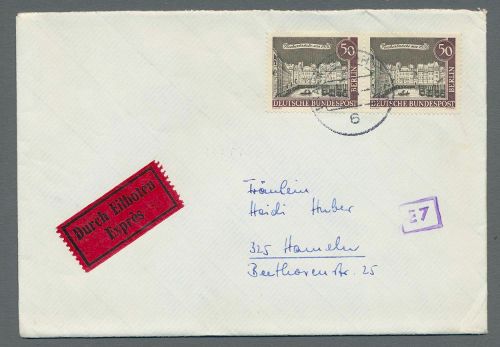 50
50
BERLIN
BERLIN
DEUTSCHE BUNDESPOST
DEUTSCHE BUNDESPOST
6
Durch Eilboten
Exprès
Fräulein
Heidi Huber
325 Hameln
Beethovenstr. 25
27